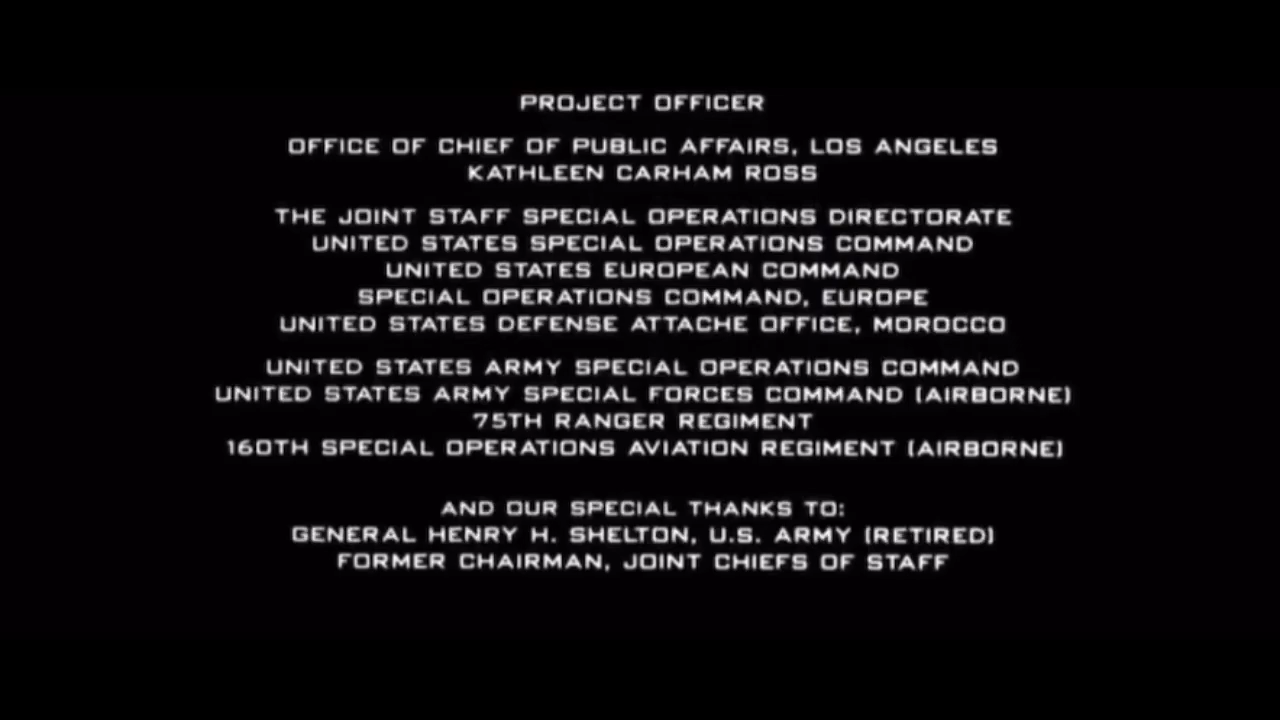 PROJECT OFFICER
OFFICE OF CHIEF OF PUBLIC AFFAIRS, LOS ANGELES
KATHLEEN CARHAM ROSS
THE JOINT STAFF SPECIAL OPERATIONS DIRECTORATE
UNITED STATES SPECIAL OPERATIONS COMMAND
UNITED STATES EUROPEAN COMMAND
SPECIAL OPERATIONS COMMAND, EUROPE
UNITED STATES DEFENSE ATTACHE OFFICE, MOROCCO
UNITED STATES ARMY SPECIAL OPERATIONS COMMAND
UNITED STATES ARMY SPECIAL FORCES COMMAND (AIRBORNE)
75TH RANGER REGIMENT
160TH SPECIAL OPERATIONS AVIATION REGIMENT (AIRBORNE)
AND OUR SPECIAL THANKS TO:
GENERAL HENRY H. SHELTON, U.S. ARMY (RETIRED)
FORMER CHAIRMAN, JOINT CHIEFS OF STAFF